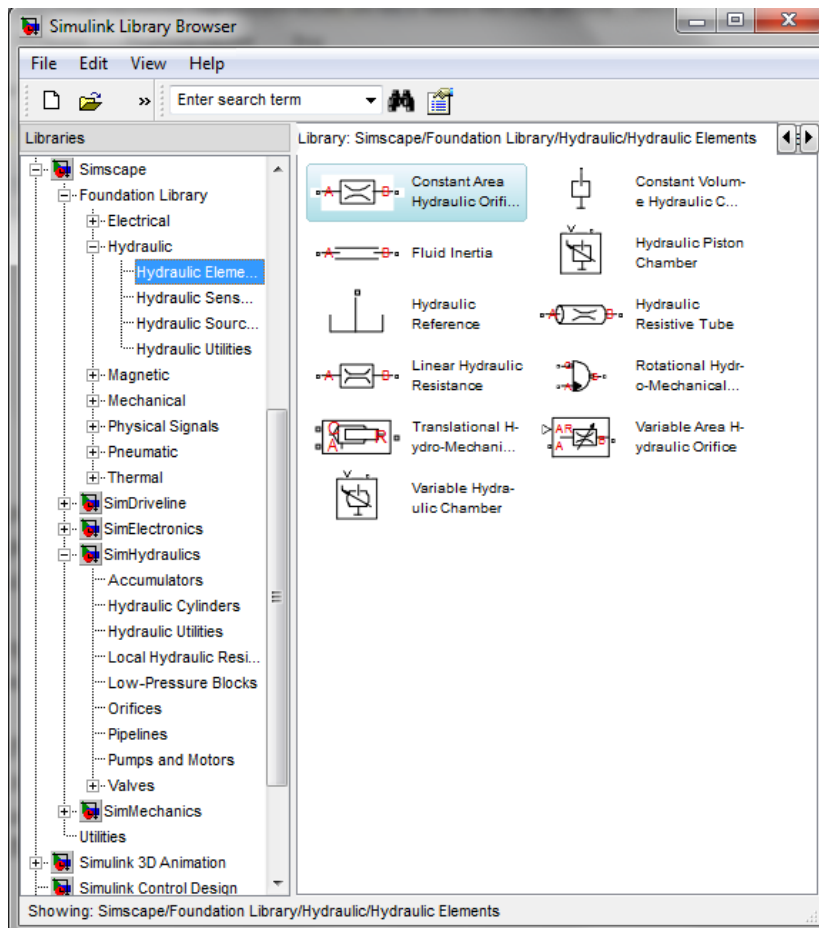 Simulink Library Browser
File Edit View Help
» Enter search term
Libraries
Simscape
Foundation Library
Electrical
Hydraulic
Hydraulic Eleme...
Hydraulic Sens...
Hydraulic Sourc...
Hydraulic Utilities
Magnetic
Mechanical
Physical Signals
Pneumatic
Thermal
SimDriveline
SimElectronics
SimHydraulics
Accumulators
Hydraulic Cylinders
Hydraulic Utilities
Local Hydraulic Resi...
Low-Pressure Blocks
Orifices
Pipelines
Pumps and Motors
Valves
SimMechanics
Utilities
Simulink 3D Animation
Simulink Control Design
Library: Simscape/Foundation Library/Hydraulic/Hydraulic Elements
A B
Constant Area
Hydraulic Orifi...
Constant Volum-
e Hydraulic C...
A B
Fluid Inertia
V
Hydraulic Piston
Chamber
Hydraulic
Reference
A B
Hydraulic
Resistive Tube
A B
Linear Hydraulic
Resistance
Rotational Hydr-
o-Mechanical...
C
A R
Translational H-
ydro-Mechani...
AR
A B
Variable Area H-
ydraulic Orifice
V
Variable Hydra-
ulic Chamber
Showing: Simscape/Foundation Library/Hydraulic/Hydraulic Elements